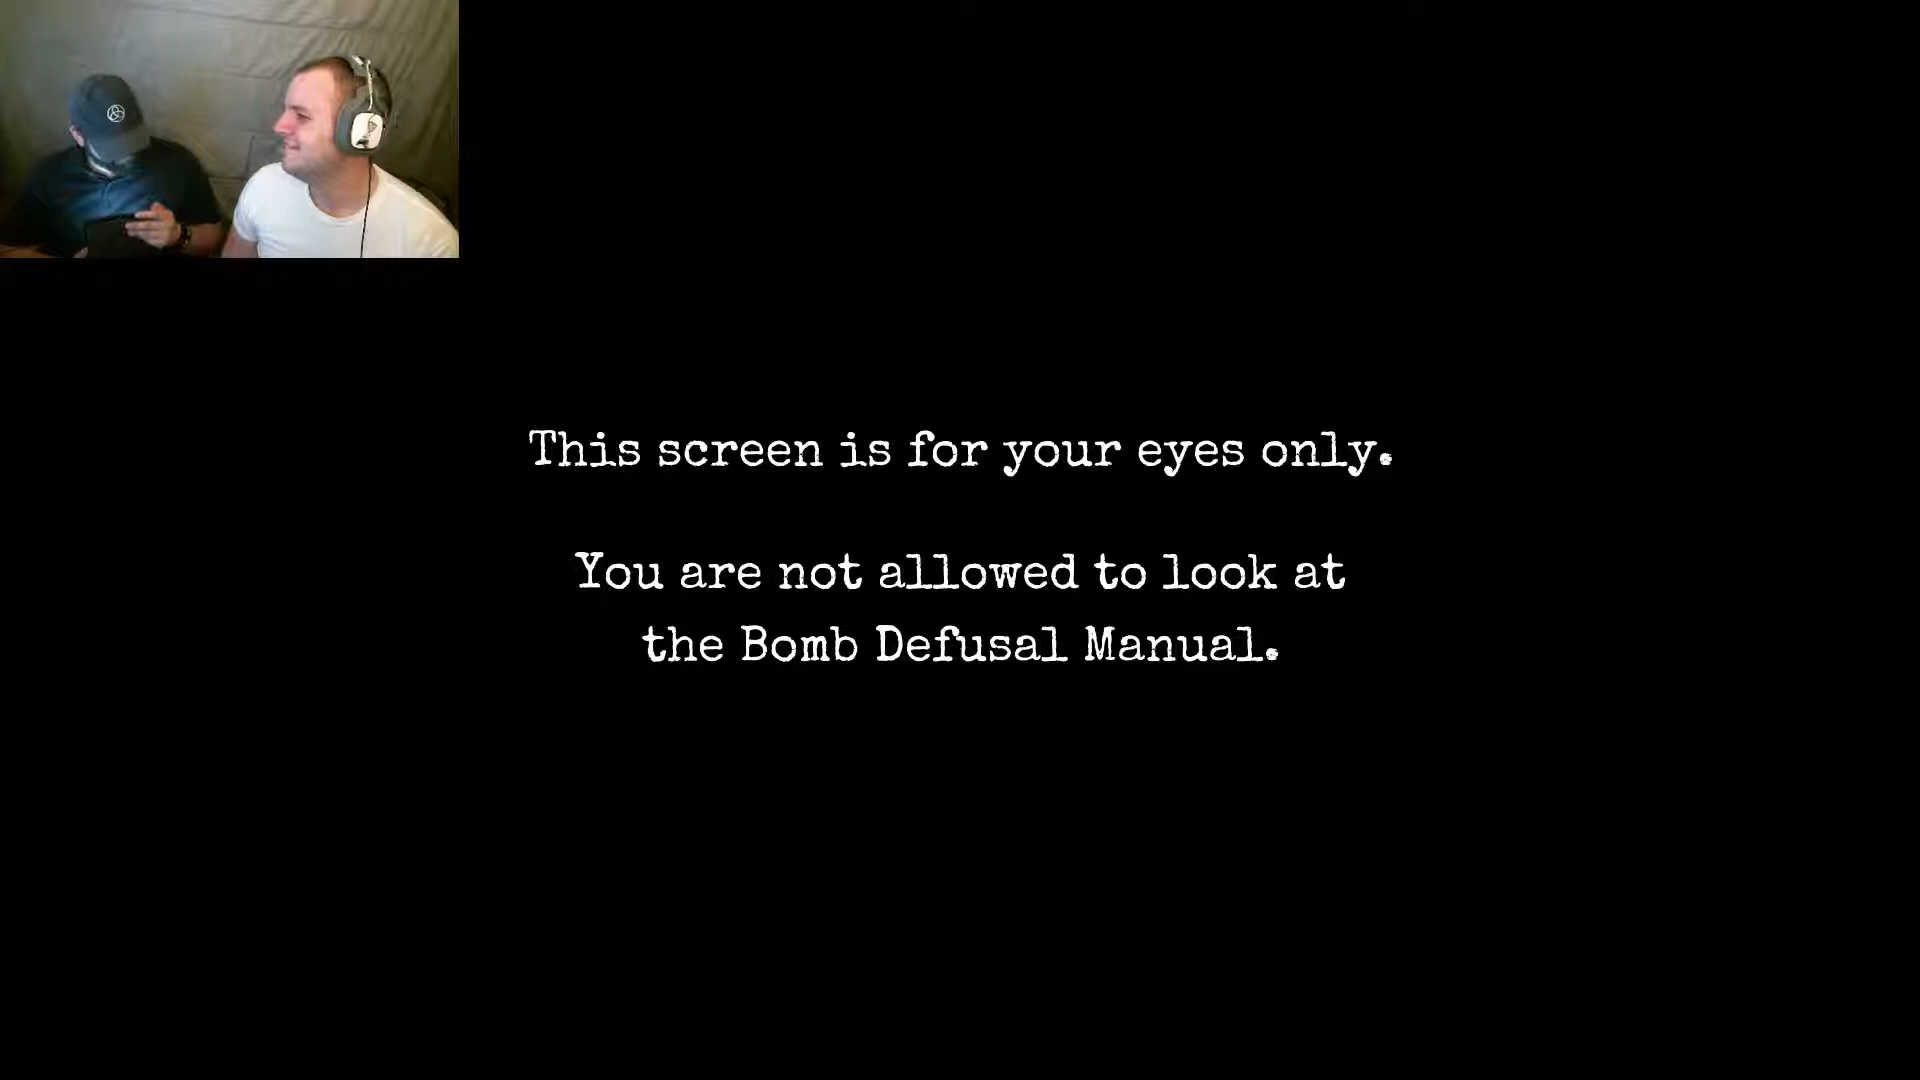 This screen is for your eyes only.
You are not allowed to look at
the Bomb Defusal Manual.